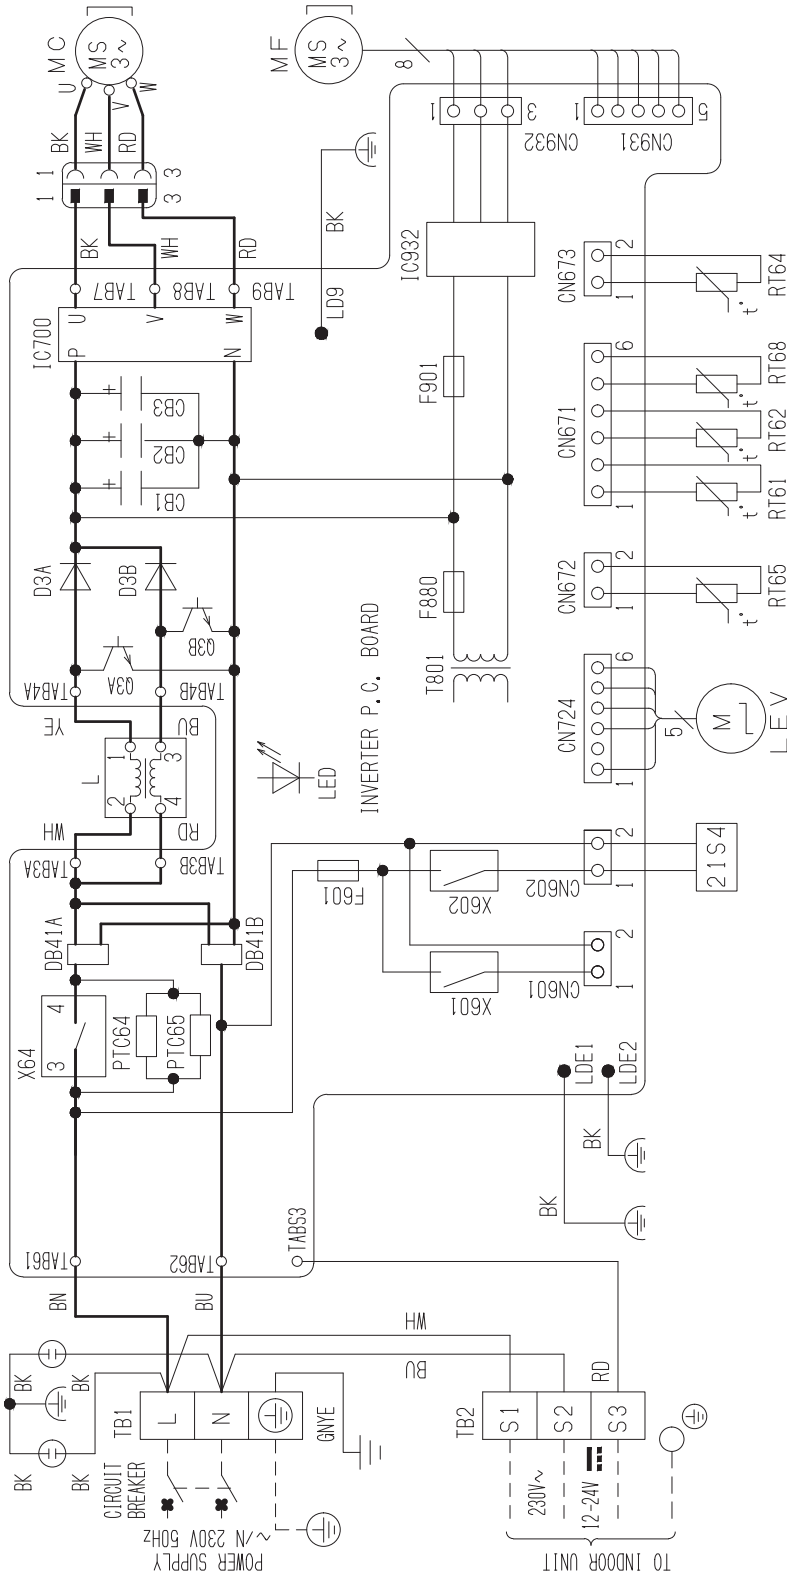 MC
MS
3~
U
V
W
BK
WH
RD
1 1
3 3
BK
WH
RD
MF
MS
3~
8
1
3
CN932
1
5
CN931
BK
LD9
TAB7
TAB8
TAB9
IC700
P U
V
N W
IC932
F901
CB1
CB2
CB3
+
+
+
D3A
D3B
Q3A
Q3B
TAB4A
TAB4B
YE
BU
L
1
2
3
4
WH
RD
TAB3A
TAB3B
F880
T801
INVERTER P.C. BOARD
LED
CN673
1 2
RT64
t°
CN671
1 6
RT68
t°
RT62
t°
RT61
t°
CN672
1 2
RT65
t°
CN724
1 6
5
M
LEV
DB41A
DB41B
X64
3 4
PTC64
PTC65
F601
X602
CN602
1 2
21S4
X601
CN601
1 2
LDE1
LDE2
BK
BK
TAB61
TAB62
TABS3
BN
BU
WH
BU
RD
BK
BK
BK
BK
TB1
L
N
GNYE
CIRCUIT
BREAKER
POWER SUPPLY
~/N 230V 50Hz
TB2
S1
S2
S3
230V~
12-24V
TO INDOOR UNIT